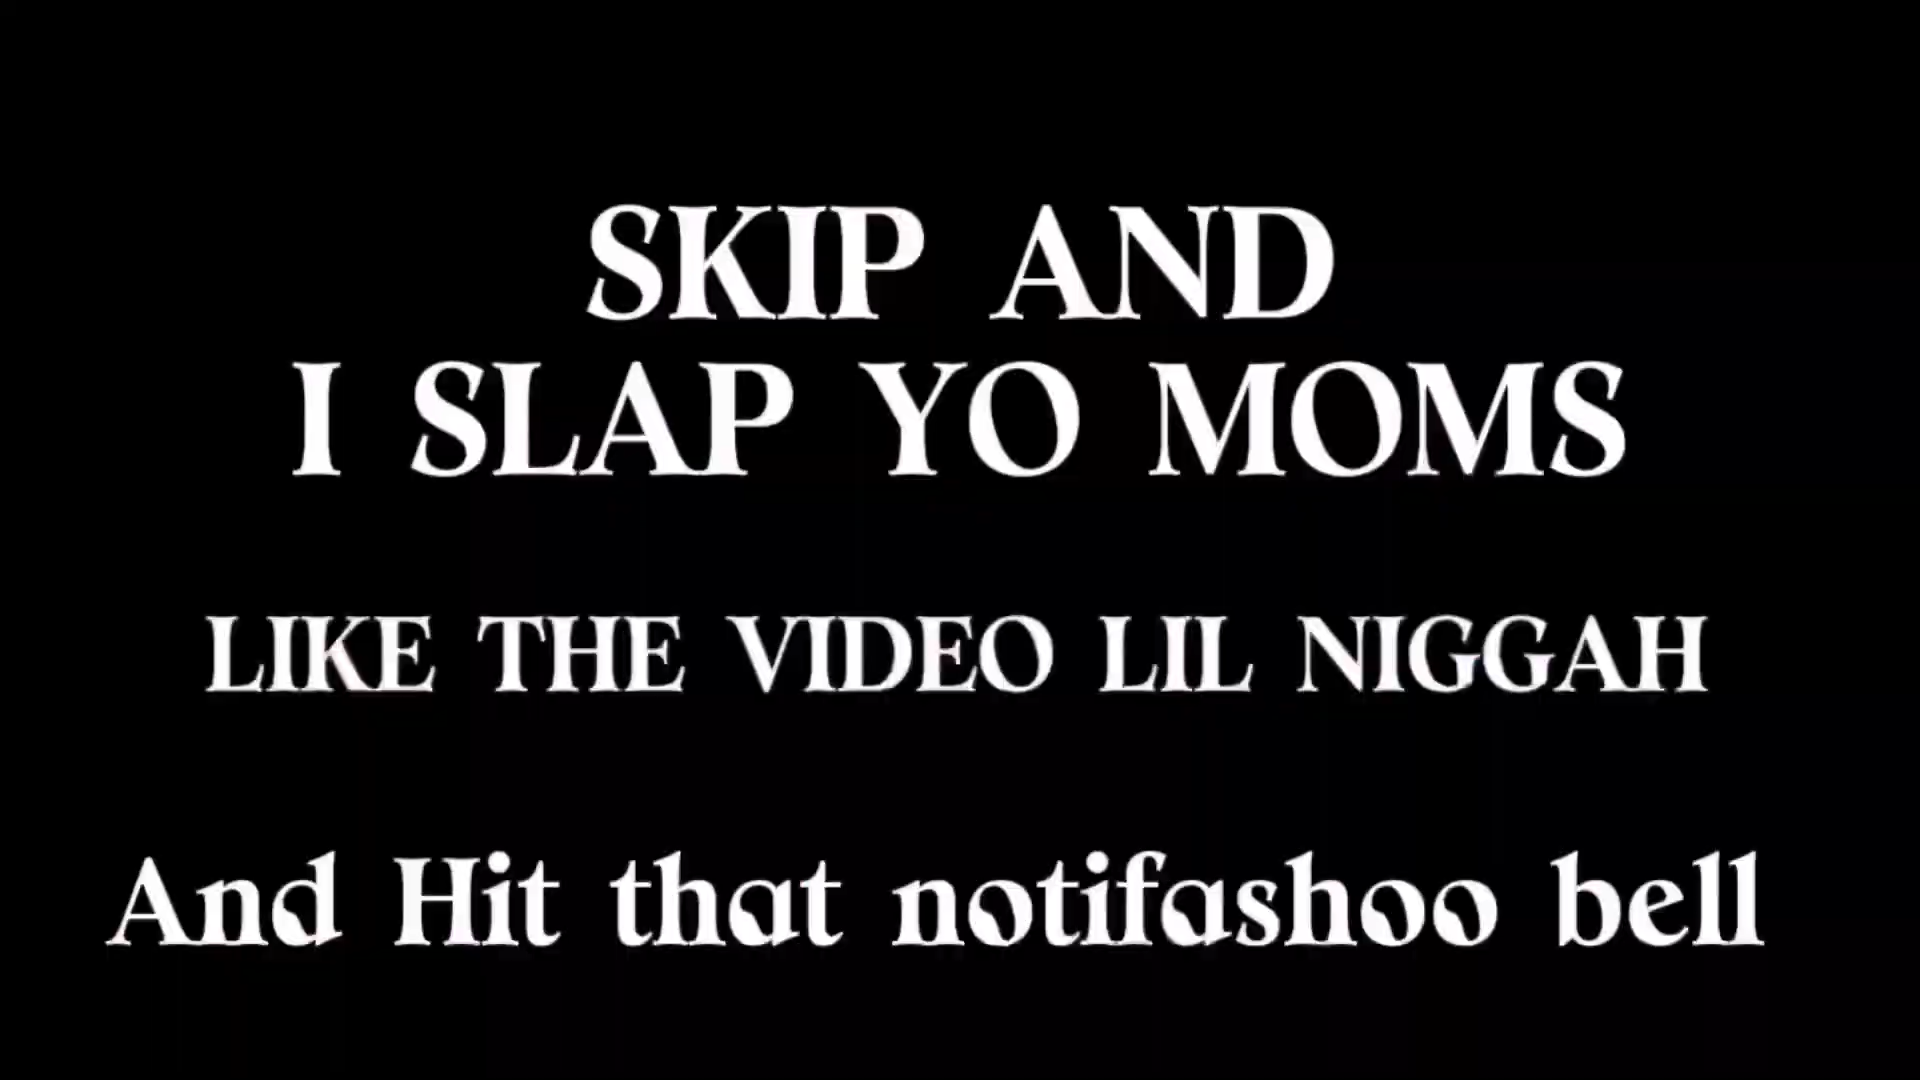 SKIP AND
I SLAP YO MOMS
LIKE THE VIDEO LIL NIGGAH
And Hit that notifashoo bell